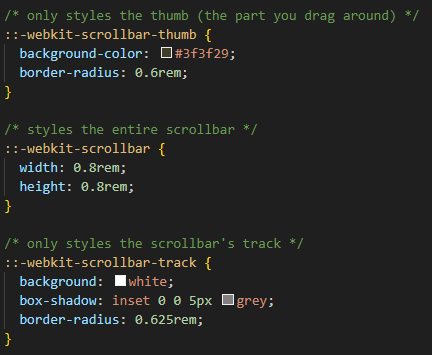 /* only styles the thumb (the part you drag around) */
::-webkit-scrollbar-thumb {
  background-color: #3f3f29;
  border-radius: 0.6rem;
}

/* styles the entire scrollbar */
::-webkit-scrollbar {
  width: 0.8rem;
  height: 0.8rem;
}

/* only styles the scrollbar's track */
::-webkit-scrollbar-track {
  background: white;
  box-shadow: inset 0 0 5px grey;
  border-radius: 0.625rem;
}